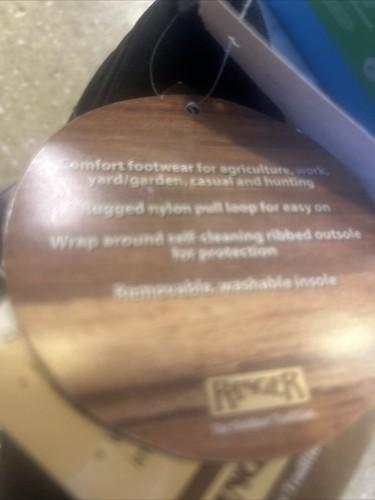 Comfort footwear for agriculture, work,
yard/garden, casual and hunting
Rugged nylon pull loop for easy on
Wrap around self-cleaning ribbed outsole
for protection
Removable, washable insole
RANGER